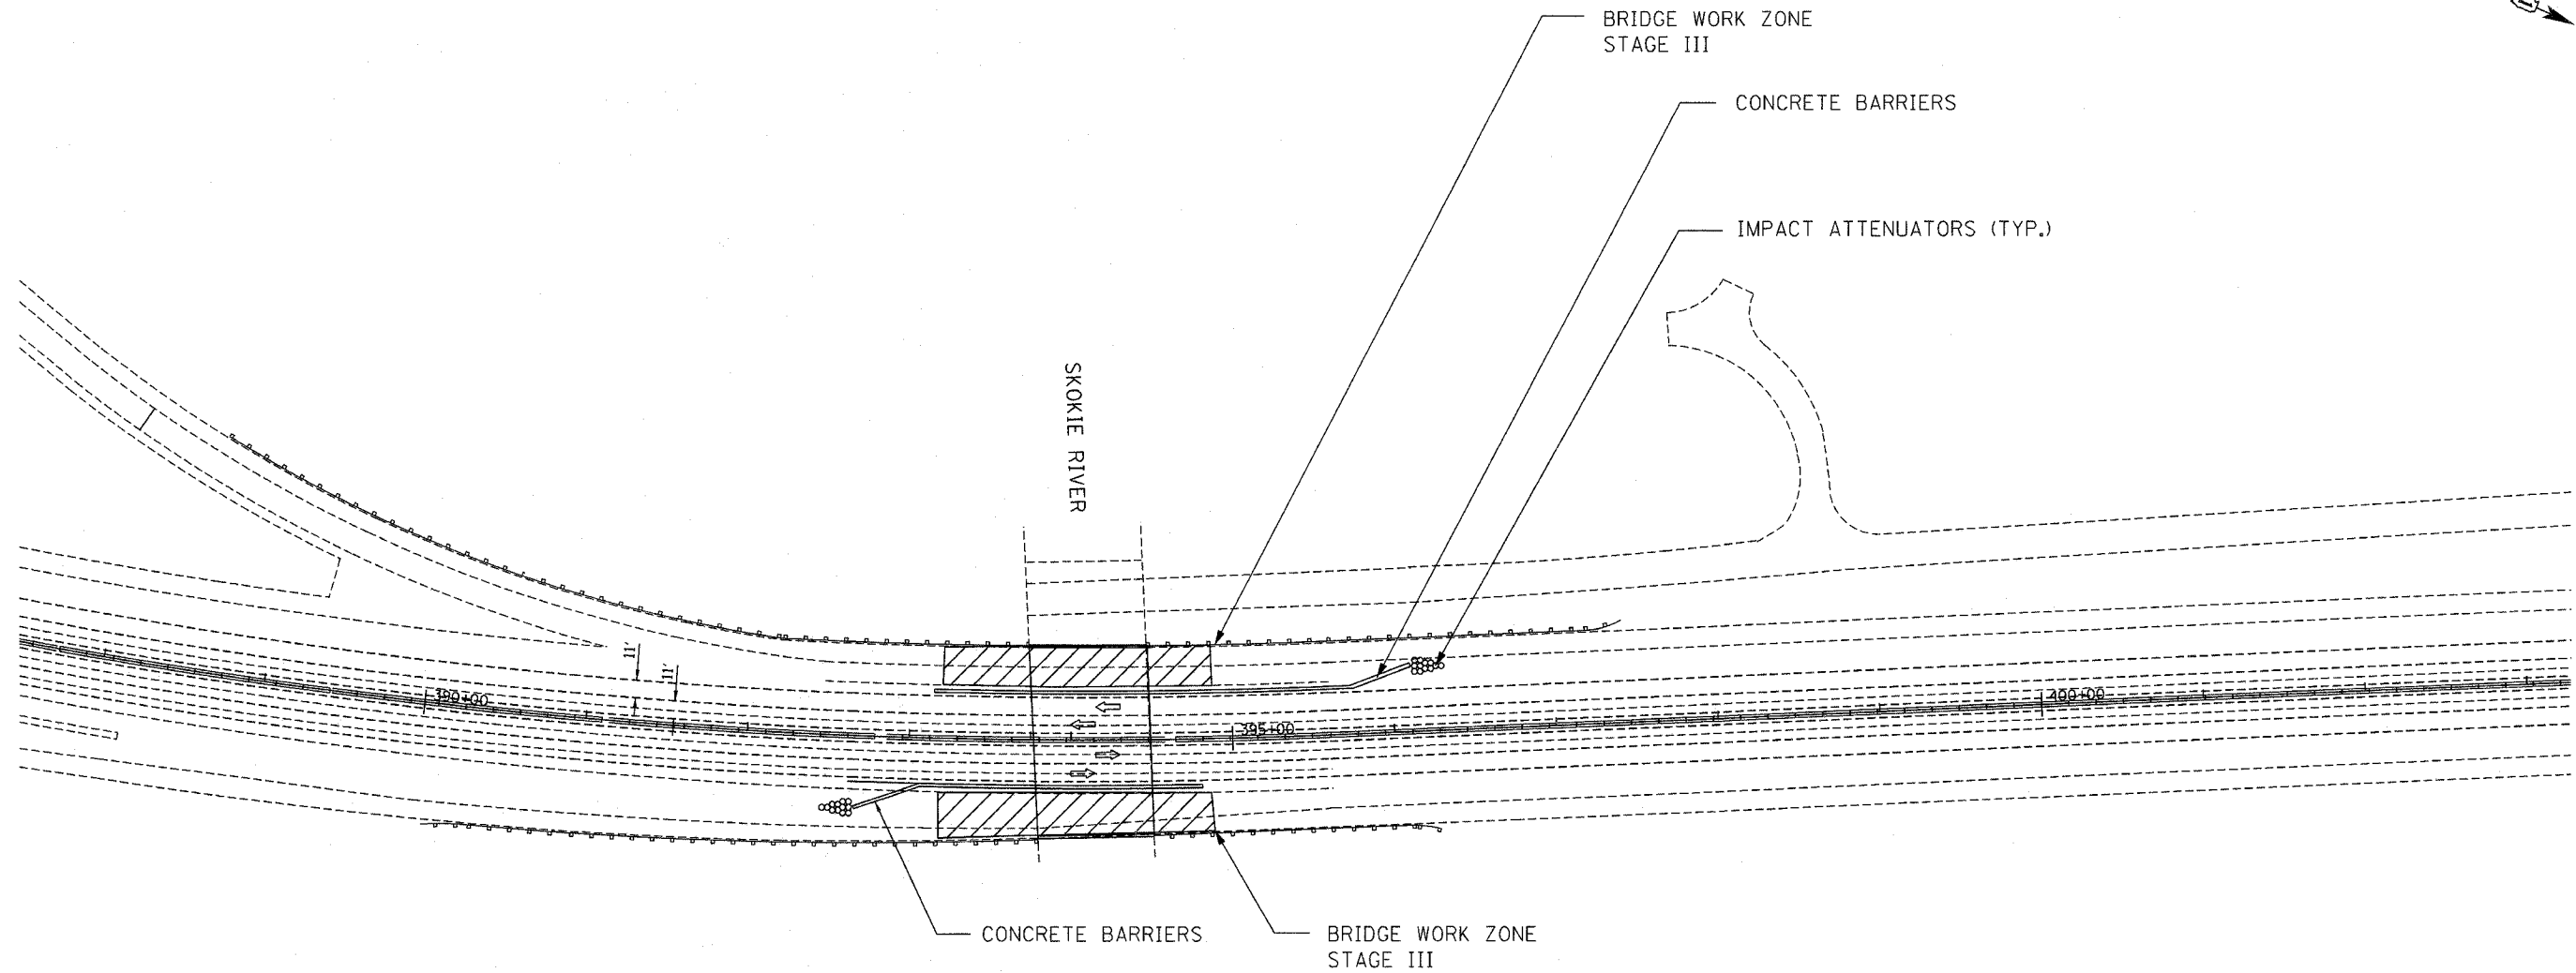 BRIDGE WORK ZONE
STAGE III
CONCRETE BARRIERS
IMPACT ATTENUATORS (TYP.)
SKOKIE RIVER
11'
11'
390+00
395+00
400+00
CONCRETE BARRIERS
BRIDGE WORK ZONE
STAGE III